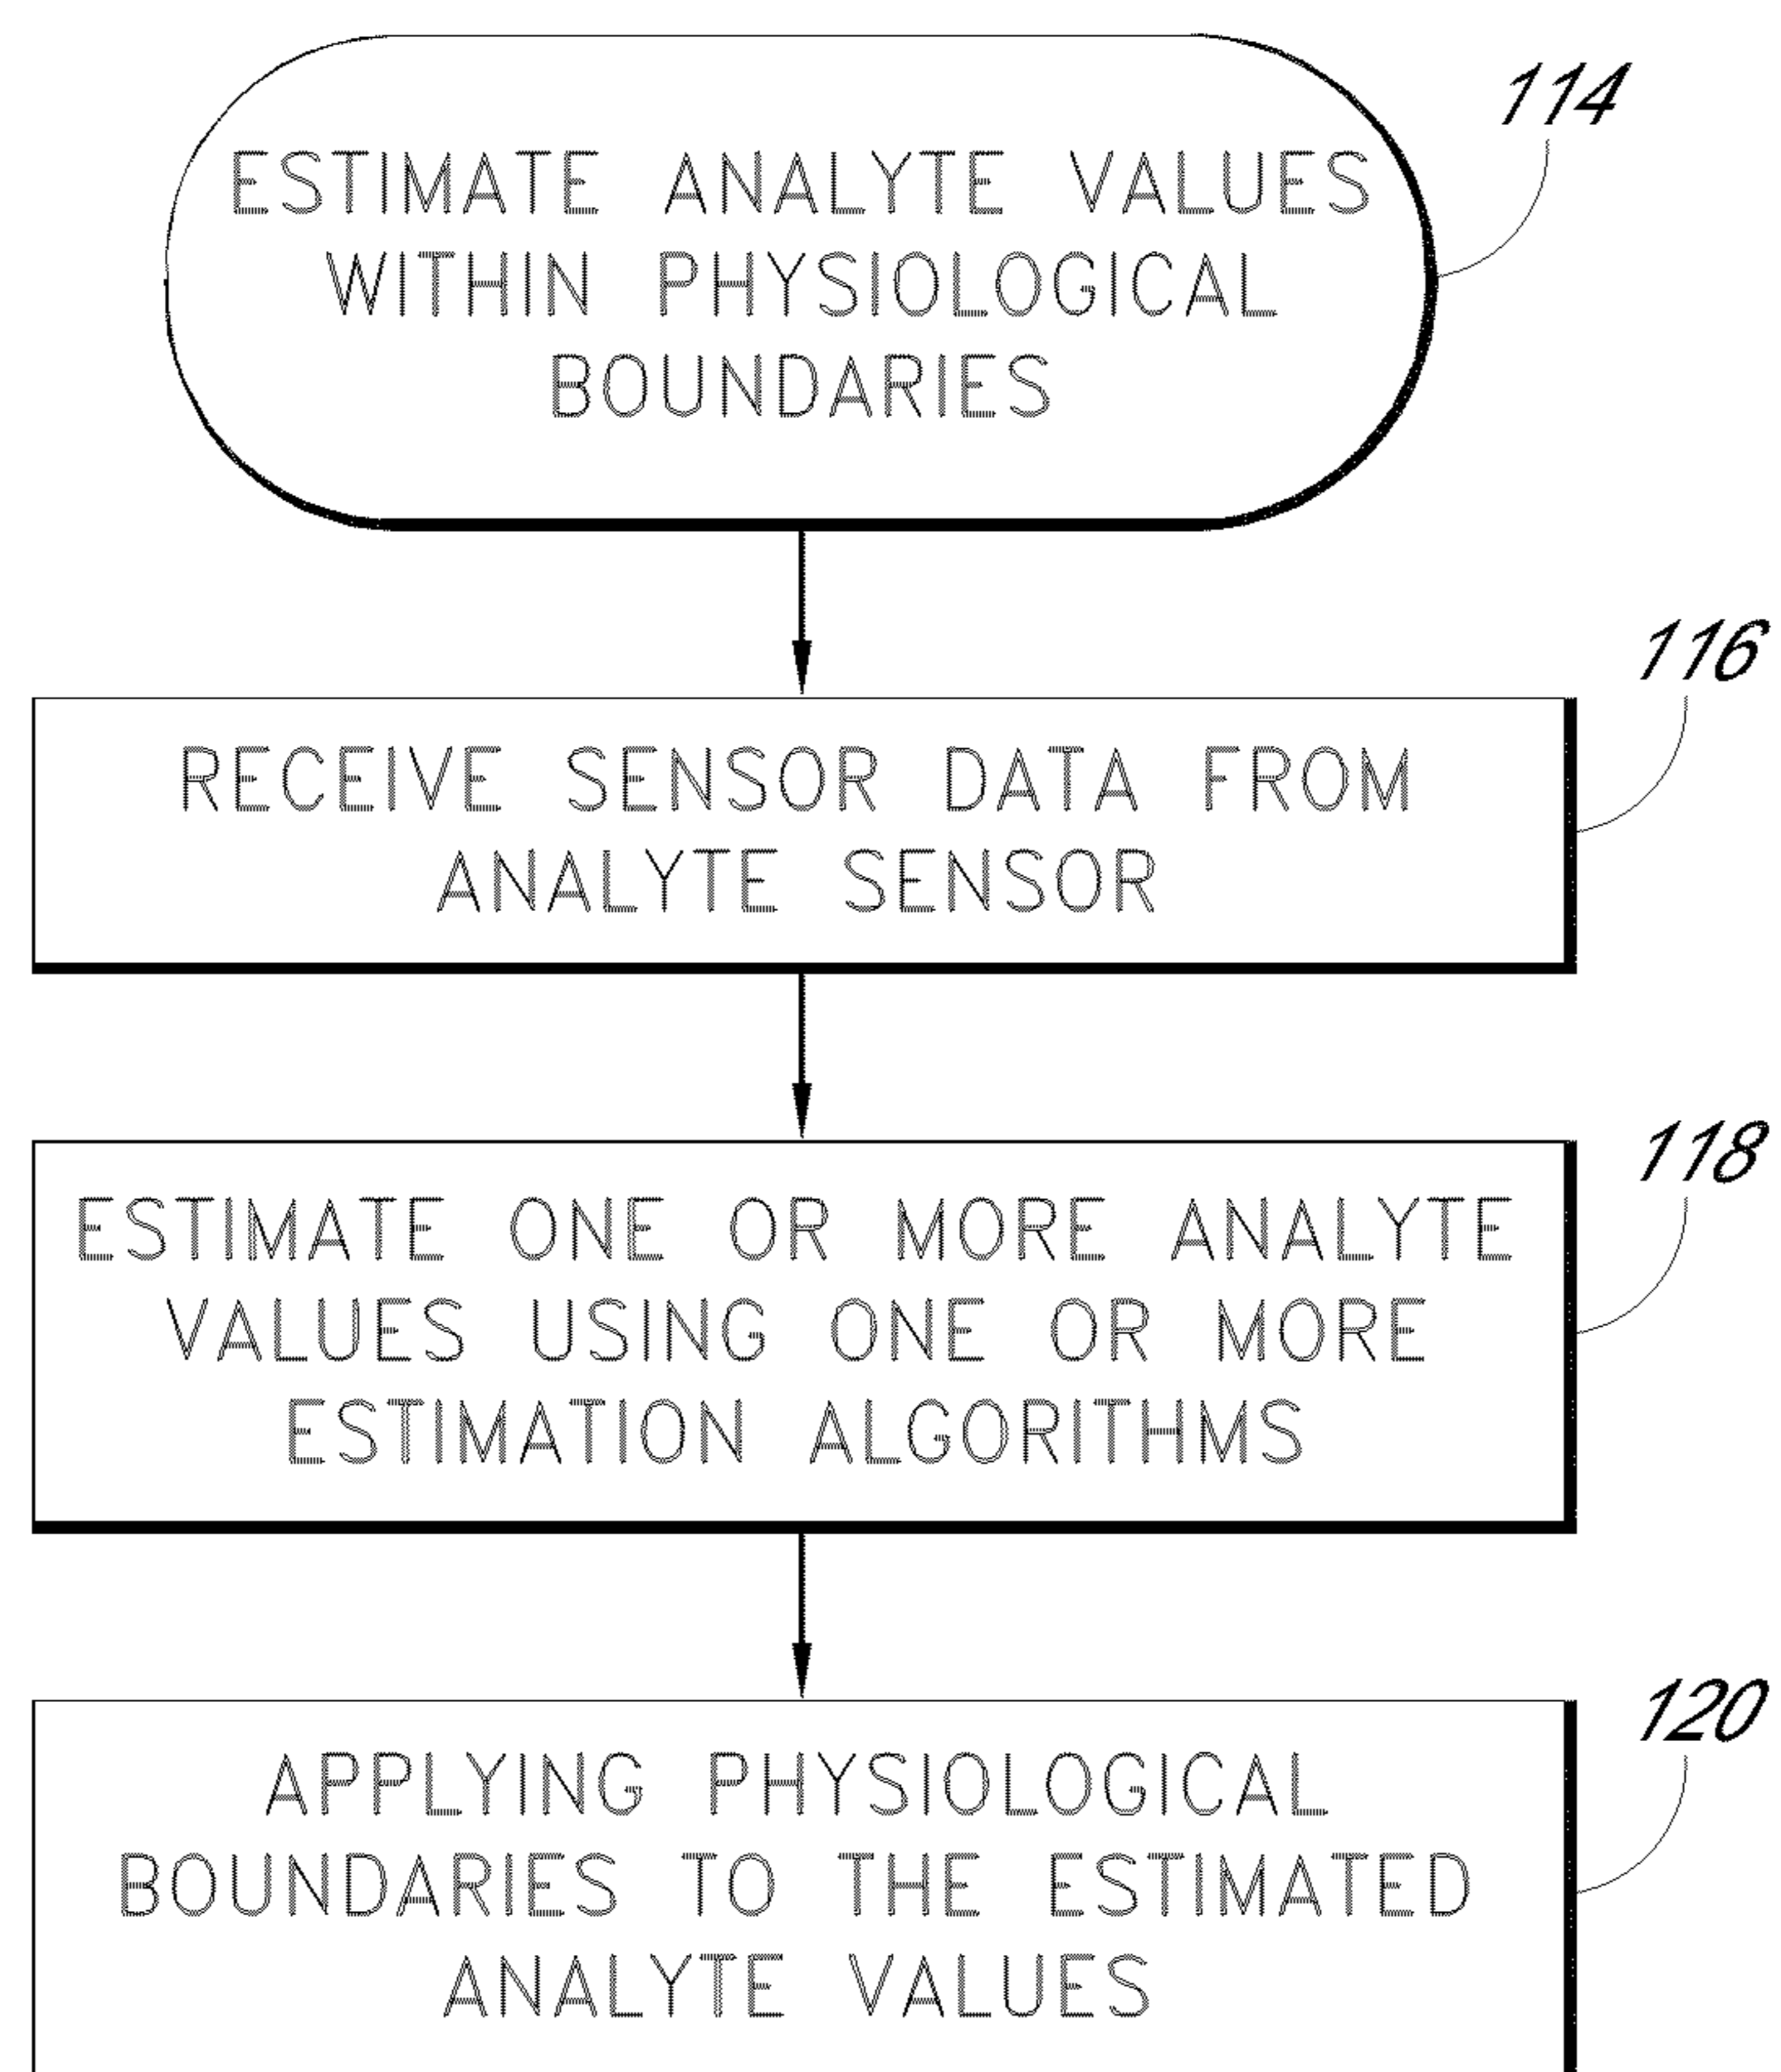 114
ESTIMATE ANALYTE VALUES
WITHIN PHYSIOLOGICAL
BOUNDARIES
116
RECEIVE SENSOR DATA FROM
ANALYTE SENSOR
118
ESTIMATE ONE OR MORE ANALYTE
VALUES USING ONE OR MORE
ESTIMATION ALGORITHMS
120
APPLYING PHYSIOLOGICAL
BOUNDARIES TO THE ESTIMATED
ANALYTE VALUES